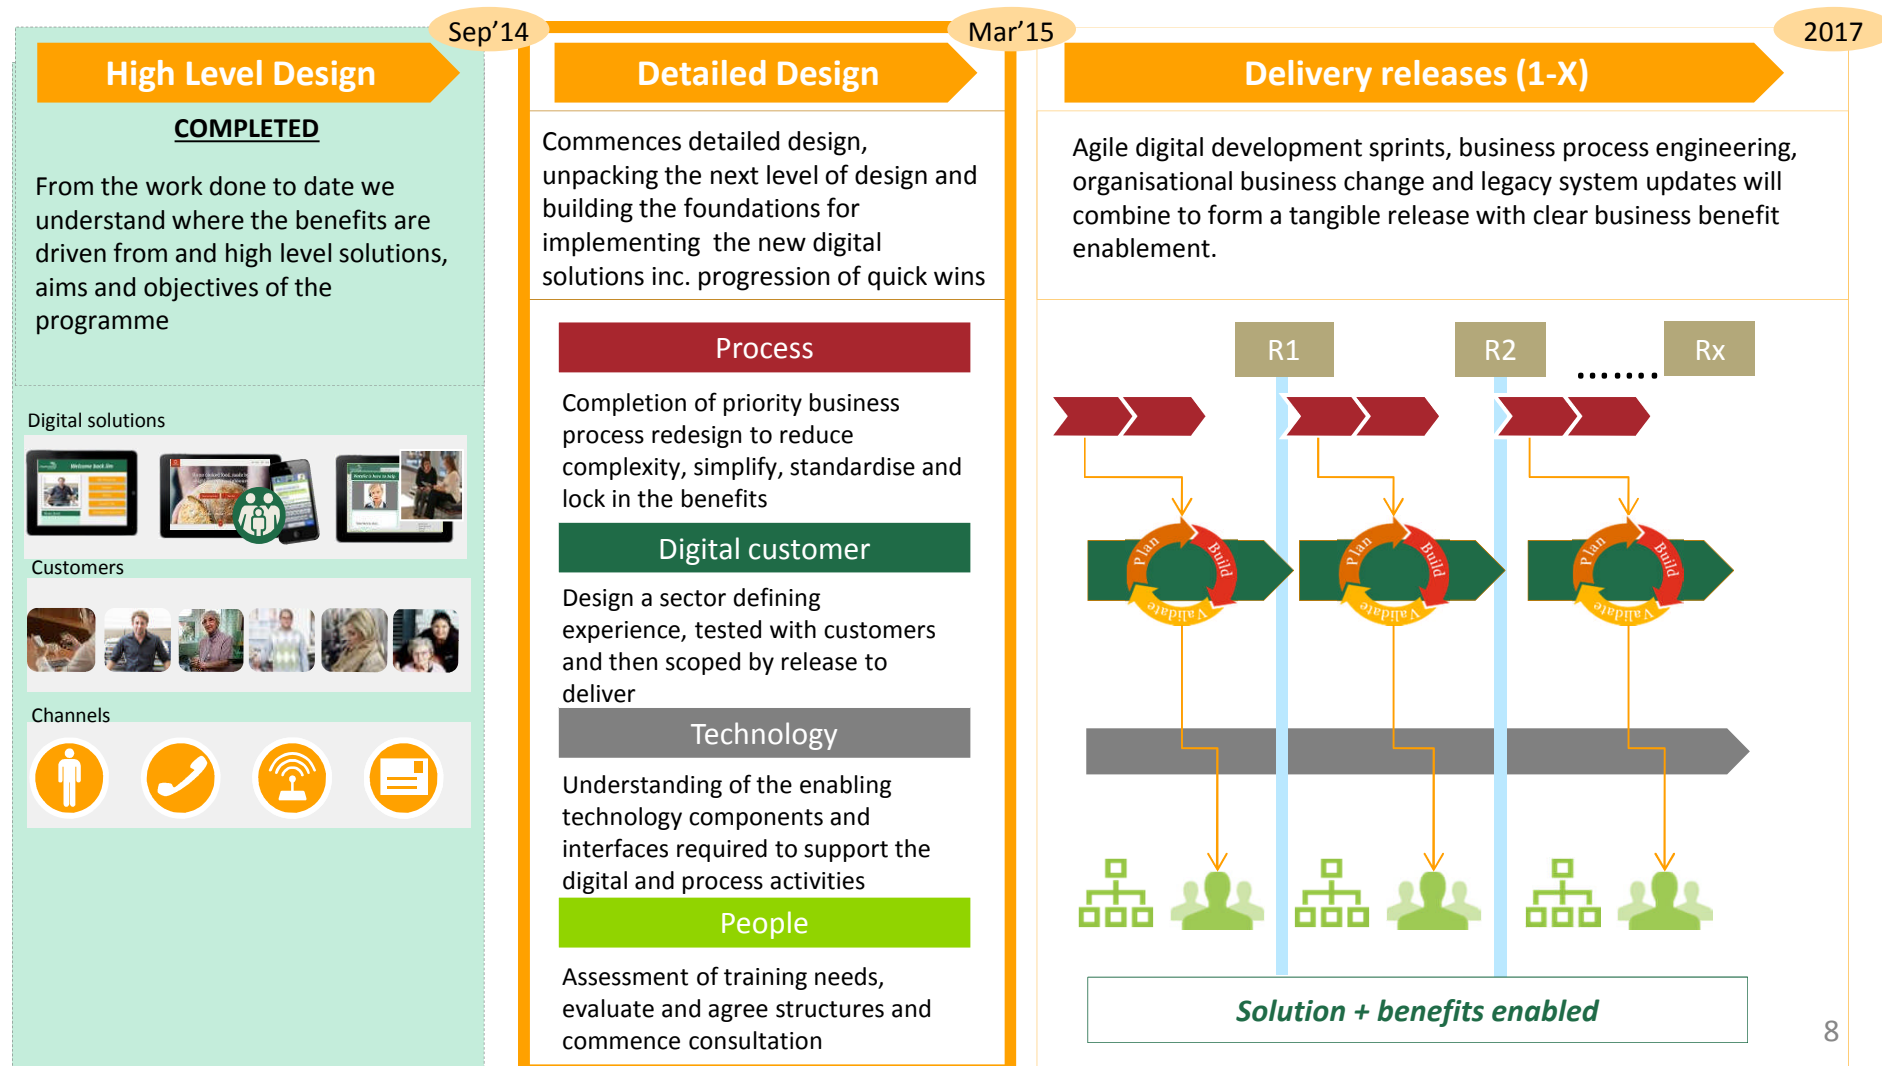 Sep’14
Mar’15
2017
High Level Design
COMPLETED
From the work done to date we
understand where the benefits are
driven from and high level solutions,
aims and objectives of the
programme
Digital solutions
Welcome back Jim
Customers
Channels
Detailed Design
Commences detailed design,
unpacking the next level of design and
building the foundations for
implementing the new digital
solutions inc. progression of quick wins
Process
Completion of priority business
process redesign to reduce
complexity, simplify, standardise and
lock in the benefits
Digital customer
Design a sector defining
experience, tested with customers
and then scoped by release to
deliver
Technology
Understanding of the enabling
technology components and
interfaces required to support the
digital and process activities
People
Assessment of training needs,
evaluate and agree structures and
commence consultation
Delivery releases (1-X)
Agile digital development sprints, business process engineering,
organisational business change and legacy system updates will
combine to form a tangible release with clear business benefit
enablement.
R1
R2
.......
Rx
Plan
Build
Validate
Plan
Build
Validate
Plan
Build
Validate
Solution + benefits enabled
8